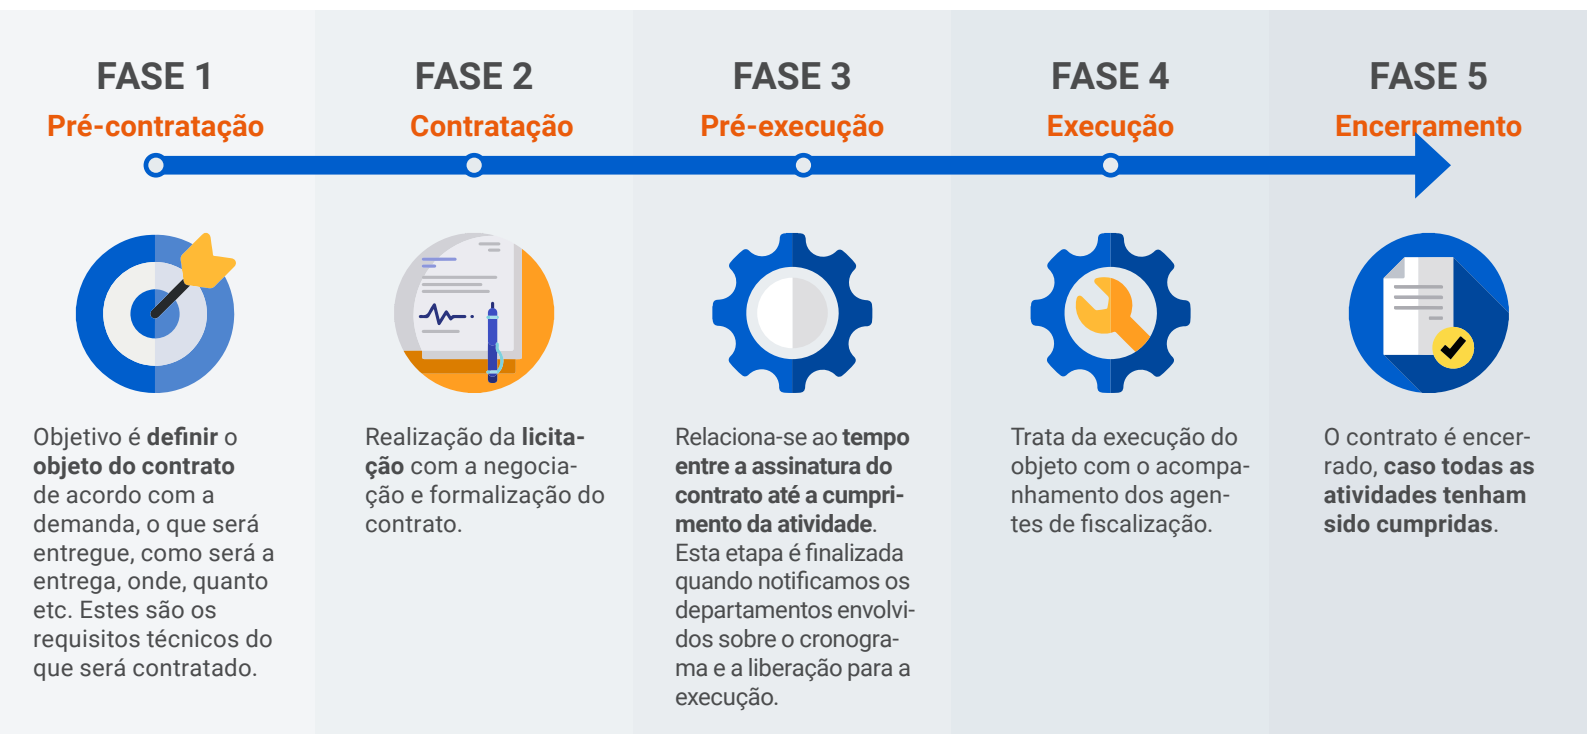 FASE 1
Pré-contratação
Objetivo é definir o
objeto do contrato
de acordo com a
demanda, o que será
entregue, como será a
entrega, onde, quanto
etc. Estes são os
requisitos técnicos do
que será contratado.
FASE 2
Contratação
Realização da licita-
ção com a negocia-
ção e formalização do
contrato.
FASE 3
Pré-execução
Relaciona-se ao tempo
entre a assinatura do
contrato até a cumpri-
mento da atividade.
Esta etapa é finalizada
quando notificamos os
departamentos envolvi-
dos sobre o cronogra-
ma e a liberação para a
execução.
FASE 4
Execução
Trata da execução do
objeto com o acompa-
nhamento dos agen-
tes de fiscalização.
FASE 5
Encerramento
O contrato é encer-
rado, caso todas as
atividades tenham
sido cumpridas.